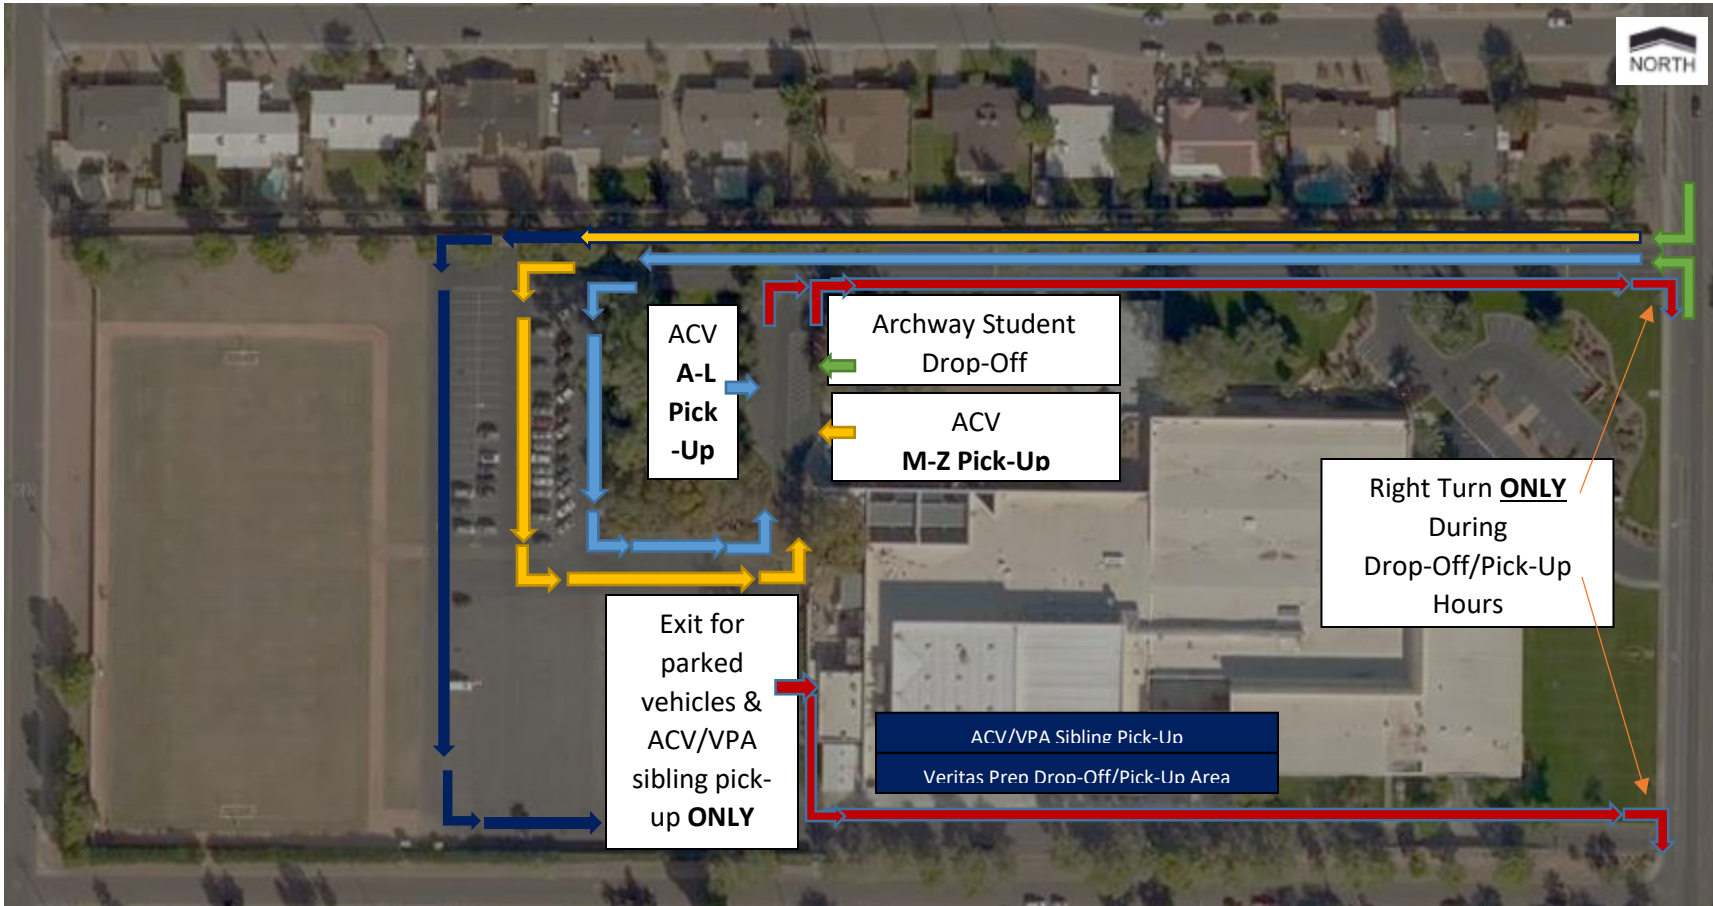 NORTH
ACV
A-L
Pick
-Up
Archway Student
Drop-Off
ACV
M-Z Pick-Up
Right Turn ONLY
During
Drop-Off/Pick-Up
Hours
Exit for
parked
vehicles &
ACV/VPA
sibling pick-
up ONLY
ACV/VPA Sibling Pick-Up
Veritas Prep Drop-Off/Pick-Up Area